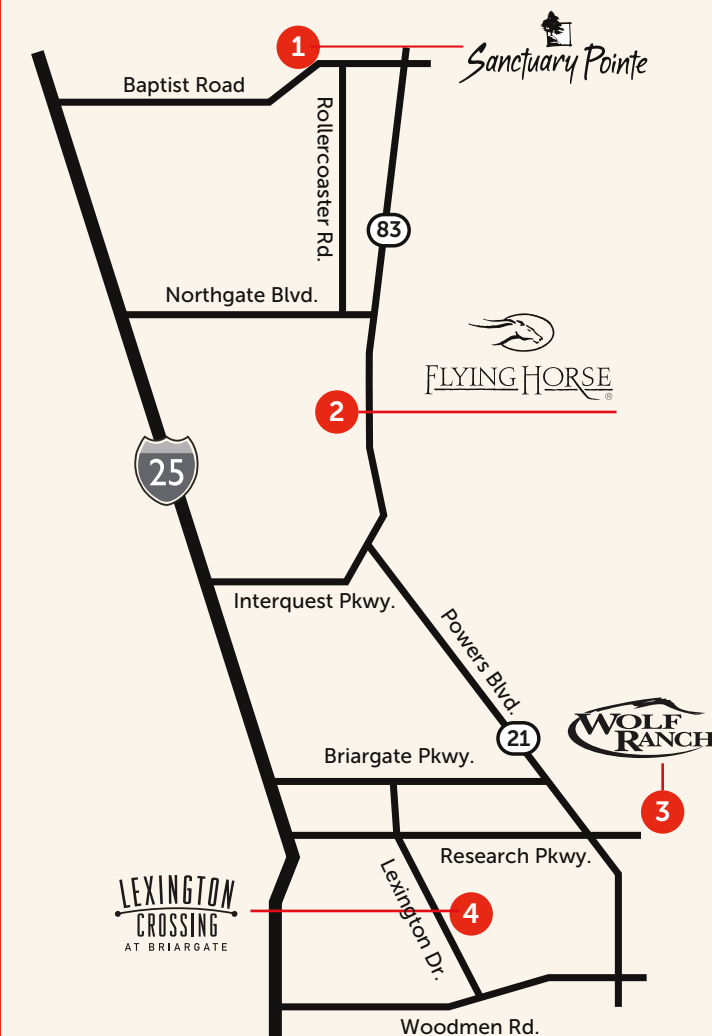 1
Sanctuary Pointe
Baptist Road
Rollercoaster Rd.
83
Northgate Blvd.
FLYING HORSE
®
2
25
Interquest Pkwy.
Powers Blvd.
21
WOLF
RANCH
Briargate Pkwy.
3
Research Pkwy.
LEXINGTON
CROSSING
AT BRIARGATE
Lexington Dr.
4
Woodmen Rd.